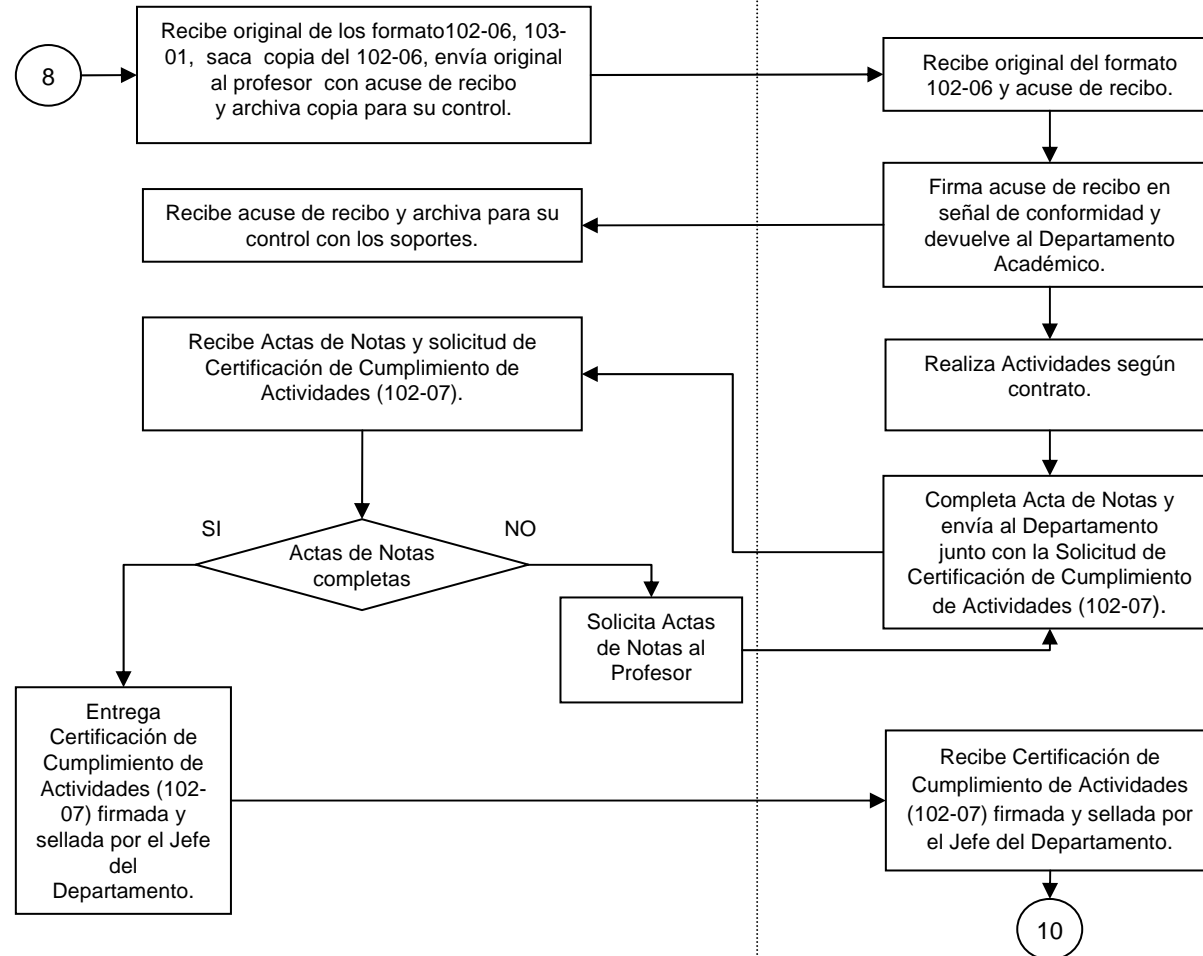 8
Recibe original de los formato102-06, 103-
01, saca copia del 102-06, envía original
al profesor con acuse de recibo
y archiva copia para su control.
Recibe original del formato
102-06 y acuse de recibo.
Firma acuse de recibo en
señal de conformidad y
devuelve al Departamento
Académico.
Recibe acuse de recibo y archiva para su
control con los soportes.
Realiza Actividades según
contrato.
Completa Acta de Notas y
envía al Departamento
junto con la Solicitud de
Certificación de Cumplimiento
de Actividades (102-07).
Recibe Actas de Notas y solicitud de
Certificación de Cumplimiento de
Actividades (102-07).
SI
NO
Actas de Notas
completas
Solicita Actas
de Notas al
Profesor
Entrega
Certificación de
Cumplimiento de
Actividades (102-
07) firmada y
sellada por el Jefe
del
Departamento.
Recibe Certificación de
Cumplimiento de Actividades
(102-07) firmada y sellada por
el Jefe del Departamento.
10